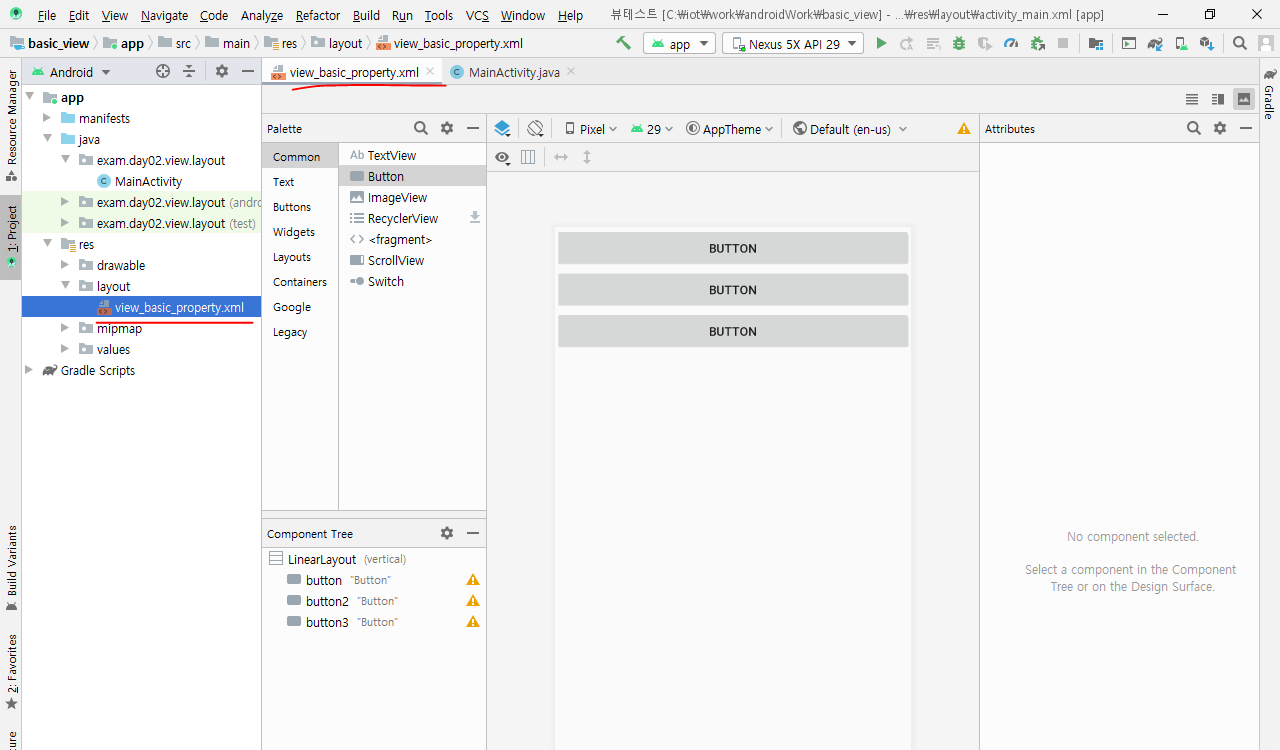 File Edit View Navigate Code Analyze Refactor Build Run Tools VCS Window Help 뷰테스트 [C:₩iot₩work₩androidWork₩basic_view] - ...₩res₩layout₩activity_main.xml [app]
basic_view app src main res layout view_basic_property.xml app Nexus 5X API 29
Android view_basic_property.xml MainActivity.java
Resource Manager
1: Project
Build Variants
2: Favorites
Gradle
app
manifests
java
exam.day02.view.layout
MainActivity
exam.day02.view.layout (andro
exam.day02.view.layout (test)
res
drawable
layout
view_basic_property.xml
mipmap
values
Gradle Scripts
Palette
Common
Text
Buttons
Widgets
Layouts
Containers
Google
Legacy
Ab TextView
Button
ImageView
RecyclerView
<fragment>
ScrollView
Switch
Component Tree
LinearLayout (vertical)
button "Button"
button2 "Button"
button3 "Button"
Pixel 29 AppTheme Default (en-us)
BUTTON
BUTTON
BUTTON
Attributes
No component selected.
Select a component in the Component
Tree or on the Design Surface.